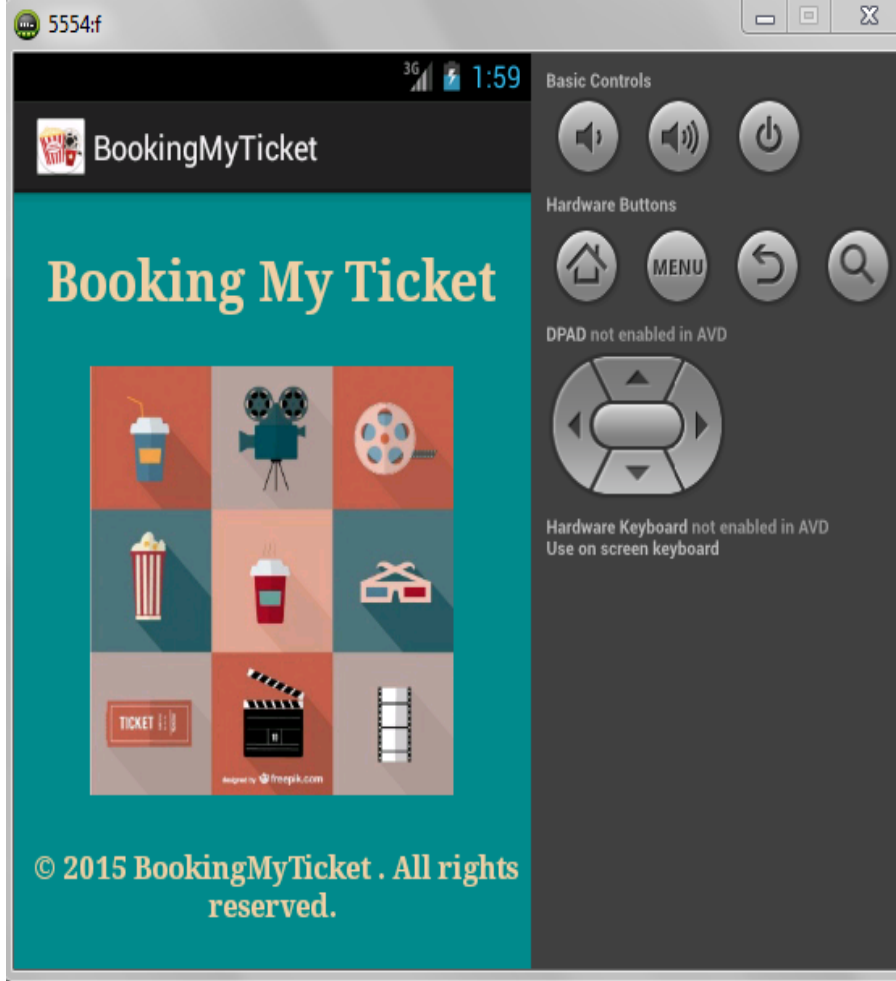 5554:f
3G 1:59
BookingMyTicket
Booking My Ticket
TICKET
designed by freepik.com
© 2015 BookingMyTicket . All rights
reserved.
Basic Controls
Hardware Buttons
MENU
DPAD not enabled in AVD
Hardware Keyboard not enabled in AVD
Use on screen keyboard